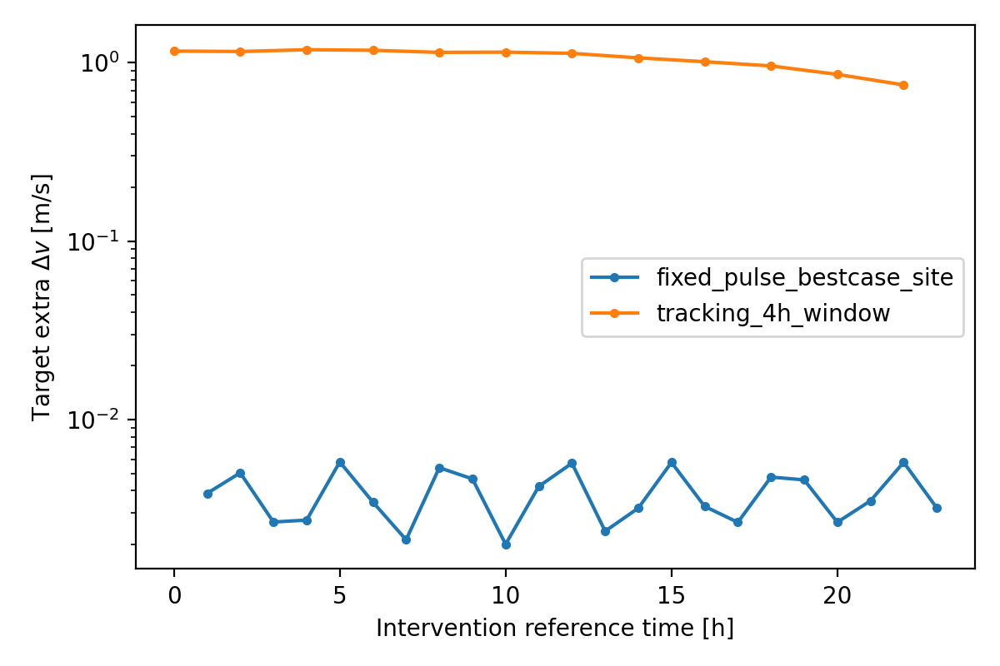 10⁰
10⁻¹
10⁻²
Target extra Δv [m/s]
fixed_pulse_bestcase_site
tracking_4h_window
0 5 10 15 20
Intervention reference time [h]